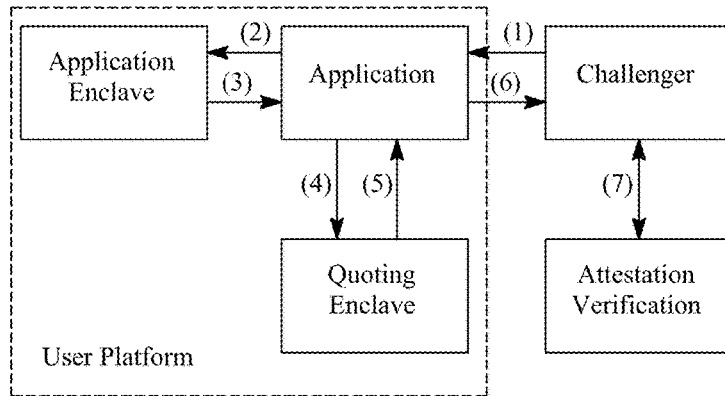 (2)
(1)
Application
Enclave
Application
Challenger
(3)
(6)
(4)
(5)
(7)
Quoting
Enclave
Attestation
Verification
User Platform